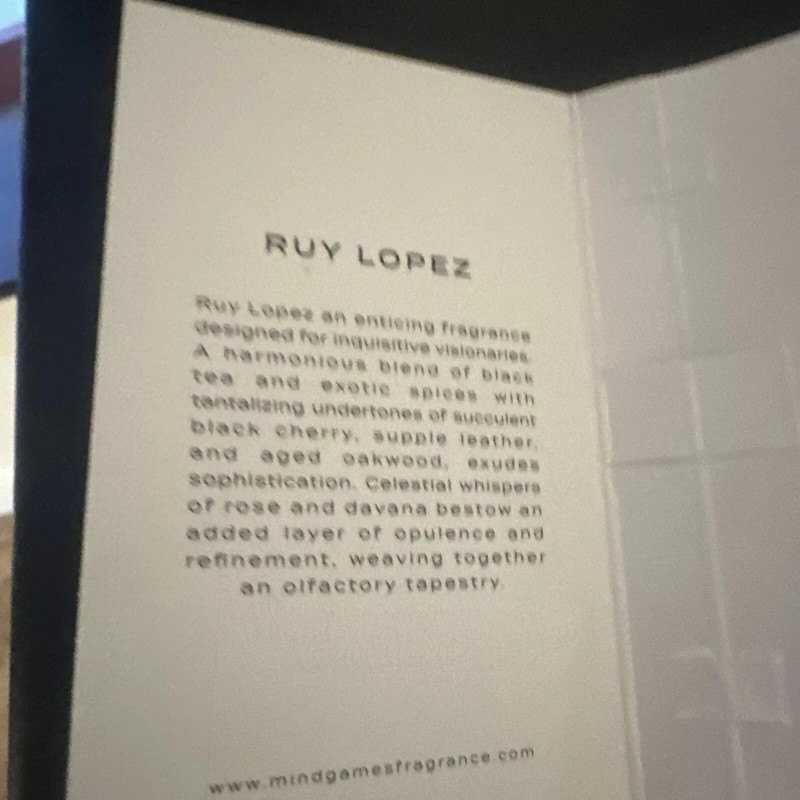 RUY LOPEZ
Ruy Lopez an enticing fragrance
designed for inquisitive visionaries.
A harmonious blend of black
tea and exotic spices with
tantalizing undertones of succulent
black cherry, supple leather,
and aged oakwood, exudes
sophistication. Celestial whispers
of rose and davana bestow an
added layer of opulence and
refinement, weaving together
an olfactory tapestry.
www.mindgamesfragrance.com